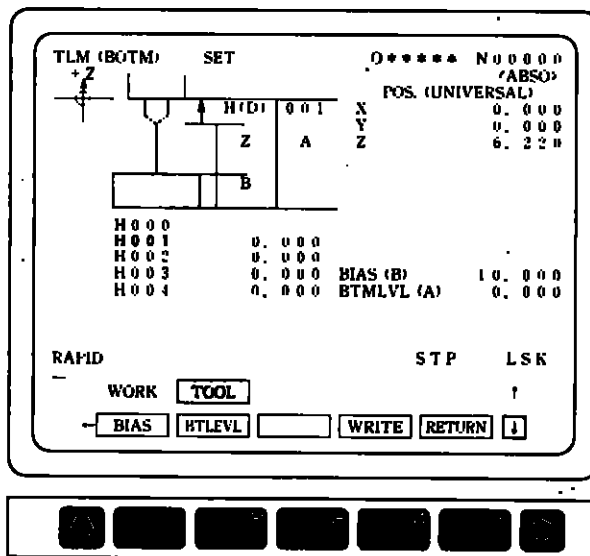 TLM (BOTM) SET O***** N00000
+Z (ABSO)
POS. (UNIVERSAL)
H(D) 001 X 0.000
Y 0.000
Z A Z 6.220
B
H000
H001 0.000
H002 0.000
H003 0.000 BIAS (B) 10.000
H004 0.000 BTMLVL (A) 0.000
RAPID STP LSK
WORK TOOL ↑
← BIAS BTLEVL WRITE RETURN ↓